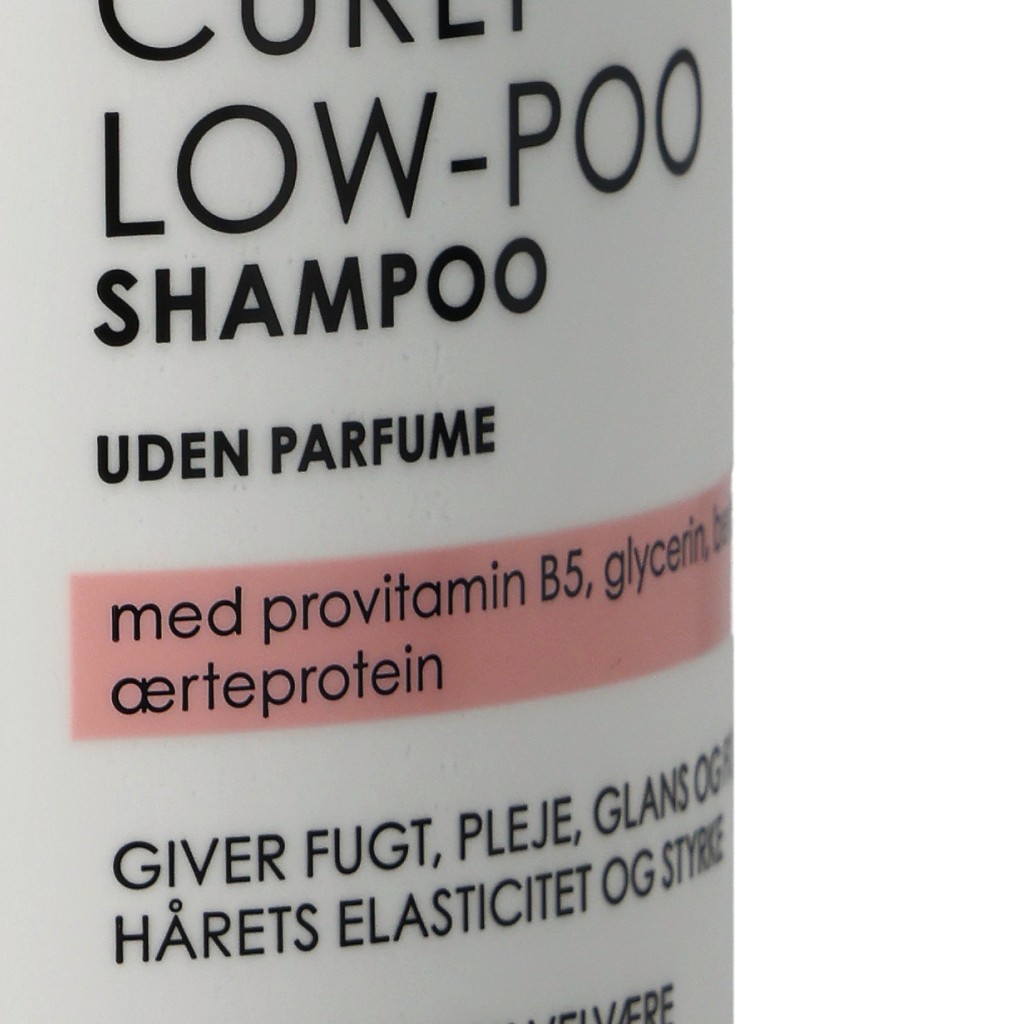 CURLY
LOW-POO
SHAMPOO
UDEN PARFUME
med provitamin B5, glycerin,
ærteprotein
GIVER FUGT, PLEJE, GLANS OG
HÅRETS ELASTICITET OG STYRKE